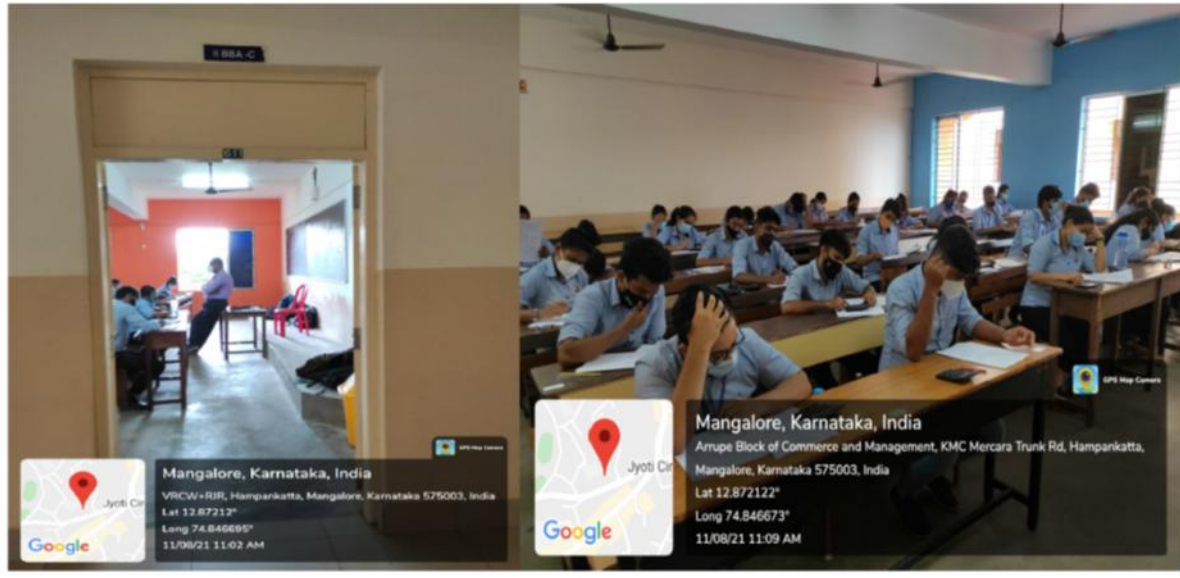 II BBA -C
611
GPS Map Camera
Jyoti Cir
Google
Mangalore, Karnataka, India
VRCW+RJR, Hampankatta, Mangalore, Karnataka 575003, India
Lat 12.87212°
Long 74.846695°
11/08/21 11:02 AM
GPS Map Camera
Jyoti Cir
Google
Mangalore, Karnataka, India
Arrupe Block of Commerce and Management, KMC Mercara Trunk Rd, Hampankatta,
Mangalore, Karnataka 575003, India
Lat 12.872122°
Long 74.846673°
11/08/21 11:09 AM